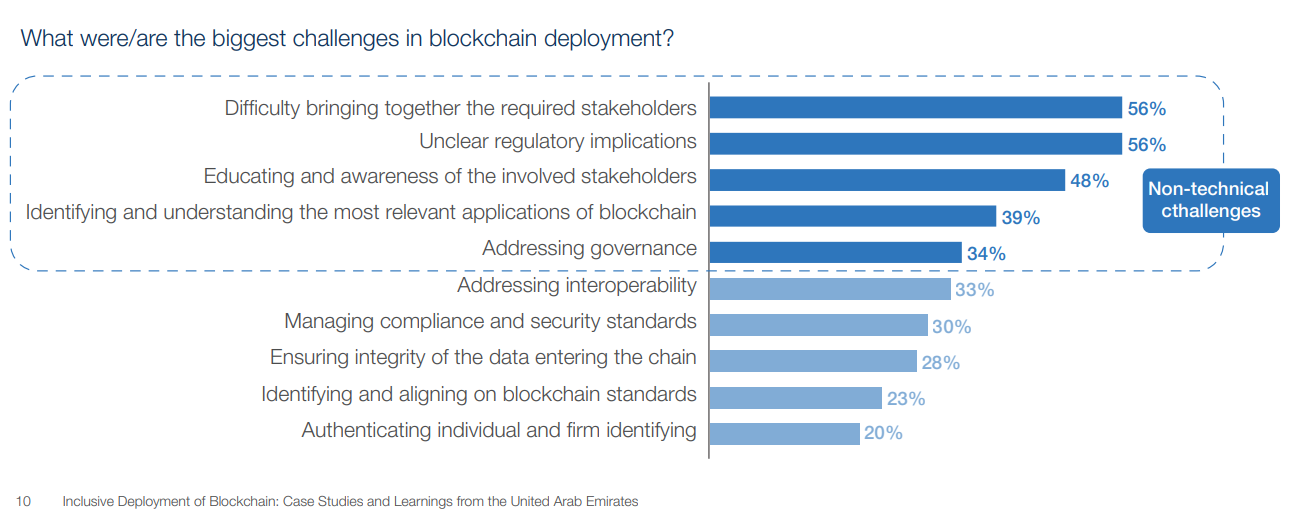 What were/are the biggest challenges in blockchain deployment?
Difficulty bringing together the required stakeholders 56%
Unclear regulatory implications 56%
Educating and awareness of the involved stakeholders 48%
Identifying and understanding the most relevant applications of blockchain 39%
Addressing governance 34%
Non-technical
cthallenges
Addressing interoperability 33%
Managing compliance and security standards 30%
Ensuring integrity of the data entering the chain 28%
Identifying and aligning on blockchain standards 23%
Authenticating individual and firm identifying 20%
10 Inclusive Deployment of Blockchain: Case Studies and Learnings from the United Arab Emirates